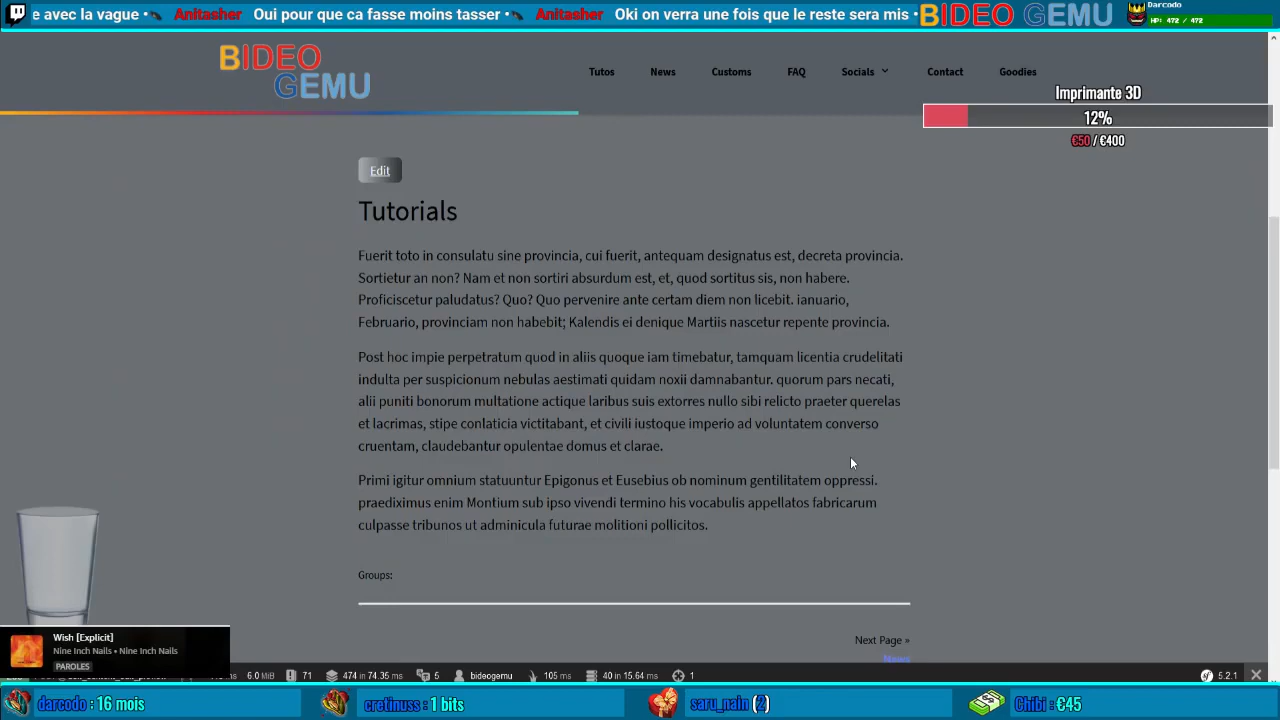 e avec la vague • Anitasher Oui pour que ca fasse moins tasser • Anitasher Oki on verra une fois que le reste sera mis • BIDEO GEMU
Darcodo
HP: 472 / 472
BIDEO
GEMU
Tutos News Customs FAQ Socials Contact Goodies
Imprimante 3D
12%
€50 / €400
Edit
Tutorials
Fuerit toto in consulatu sine provincia, cui fuerit, antequam designatus est, decreta provincia.
Sortietur an non? Nam et non sortiri absurdum est, et, quod sortitus sis, non habere.
Proficiscetur paludatus? Quo? Quo pervenire ante certam diem non licebit. ianuario,
Februario, provinciam non habebit; Kalendis ei denique Martiis nascetur repente provincia.
Post hoc impie perpetratum quod in aliis quoque iam timebatur, tamquam licentia crudelitati
indulta per suspicionum nebulas aestimati quidam noxii damnabantur. quorum pars necati,
alii puniti bonorum multatione actique laribus suis extorres nullo sibi relicto praeter querelas
et lacrimas, stipe conlaticia victitabant, et civili iustoque imperio ad voluntatem converso
cruentam, claudebantur opulentae domus et clarae.
Primi igitur omnium statuuntur Epigonus et Eusebius ob nominum gentilitatem oppressi.
praediximus enim Montium sub ipso vivendi termino his vocabulis appellatos fabricarum
culpasse tribunos ut adminicula futurae molitioni pollicitos.
Groups:
Next Page »
News
Wish [Explicit]
Nine Inch Nails • Nine Inch Nails
PAROLES
6.0 MiB 71 474 in 74.35 ms 5 bideogemu 105 ms 40 in 15.64 ms 1 5.2.1
darcodo : 16 mois cretinuss : 1 bits saru_nain (2) Chibi : €45